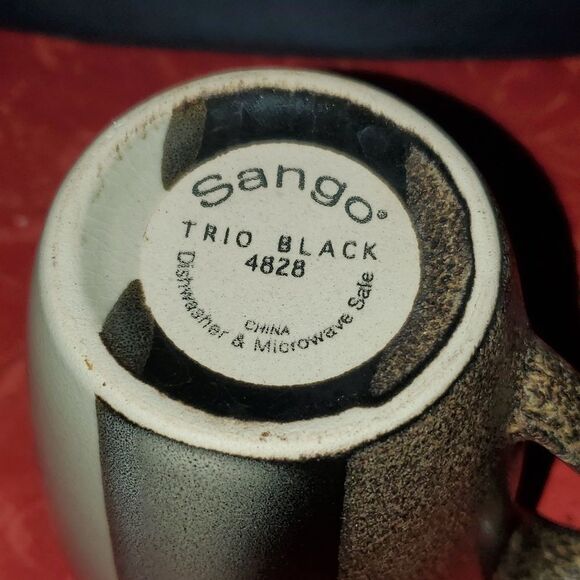 Sango®
TRIO BLACK
4828
CHINA
Dishwasher & Microwave Safe